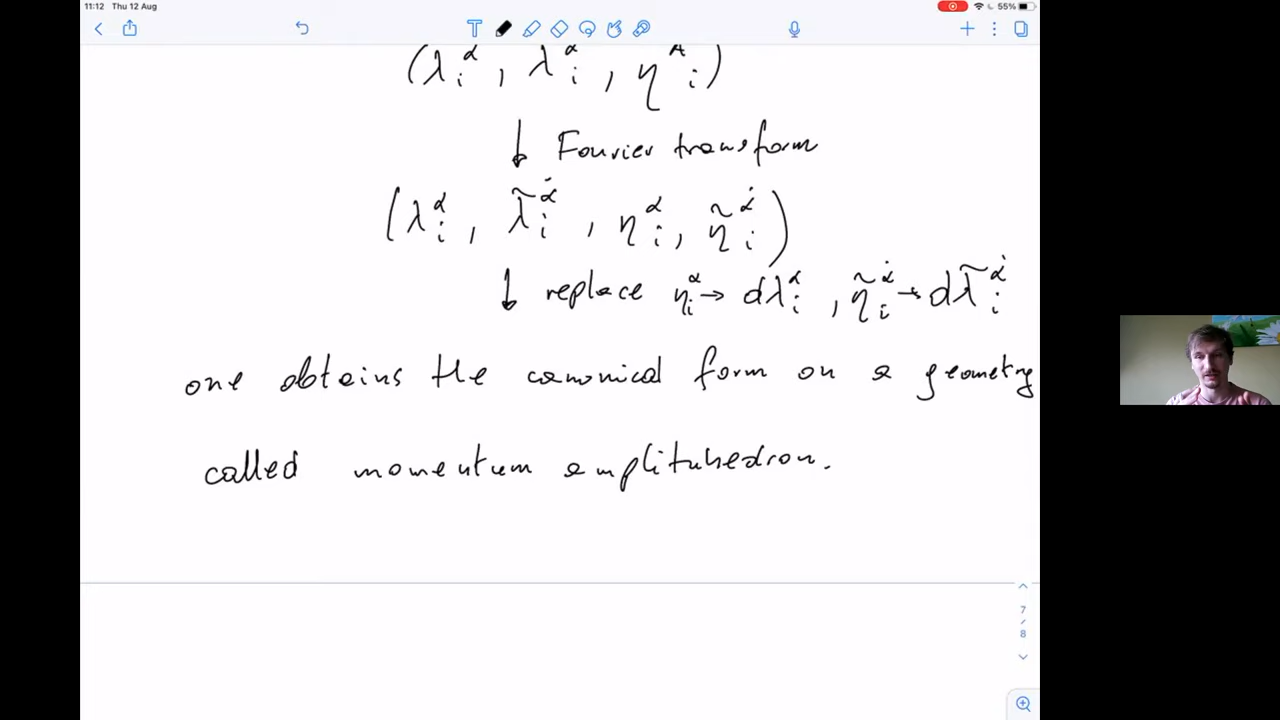 11:12 Thu 12 Aug
55%
(λ_i^α, λ_i^α, η_i^A)
↓ Fourier transform
(λ_i^α, λ̃_i^α̇, η_i^α, η̃_i^α̇)
↓ replace η_i^α → dλ_i^α, η̃_i^α̇ → dλ̃_i^α̇
one obtains the canonical form on a geometry
called momentum amplituhedron.
7
/
8